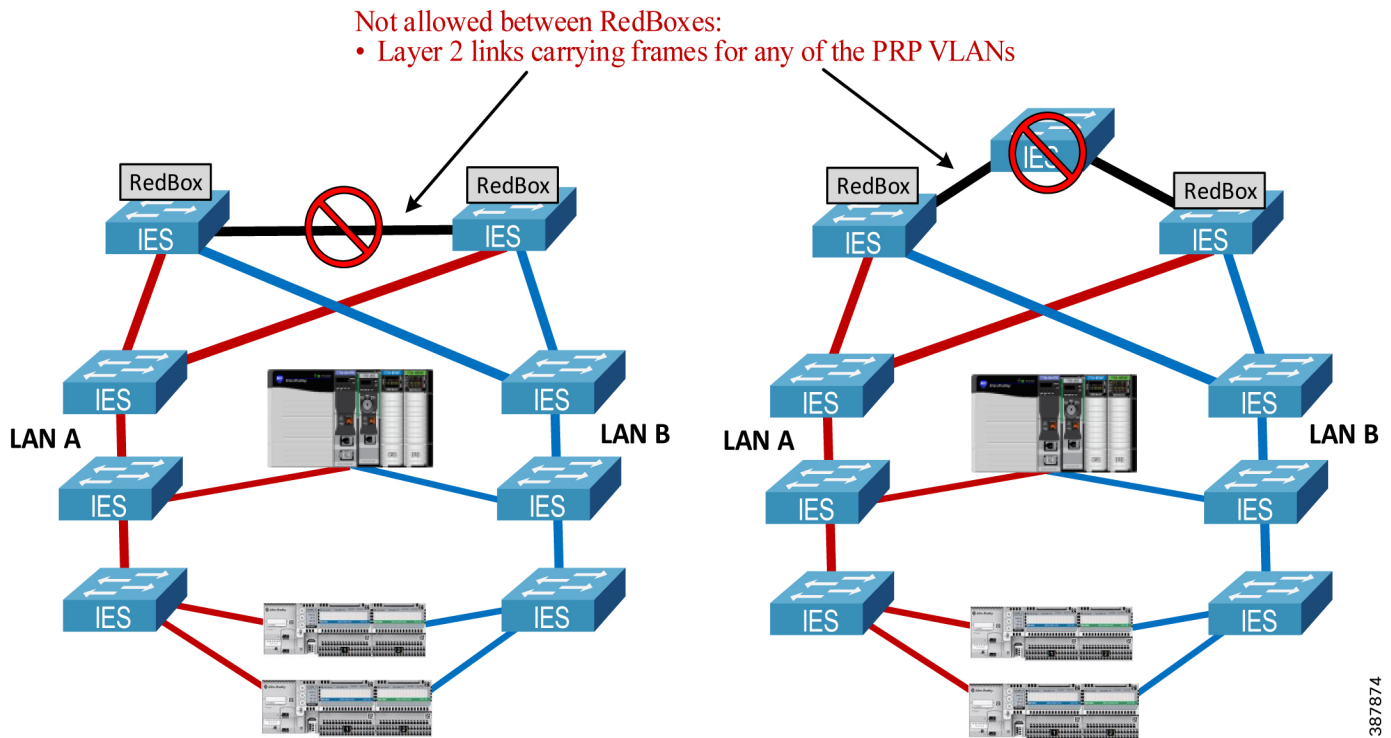 Not allowed between RedBoxes:
• Layer 2 links carrying frames for any of the PRP VLANs
RedBox
RedBox
IES
IES
IES
IES
LAN A
LAN B
IES
IES
IES
IES
IES
RedBox
RedBox
IES
IES
IES
IES
LAN A
LAN B
IES
IES
IES
IES
387874